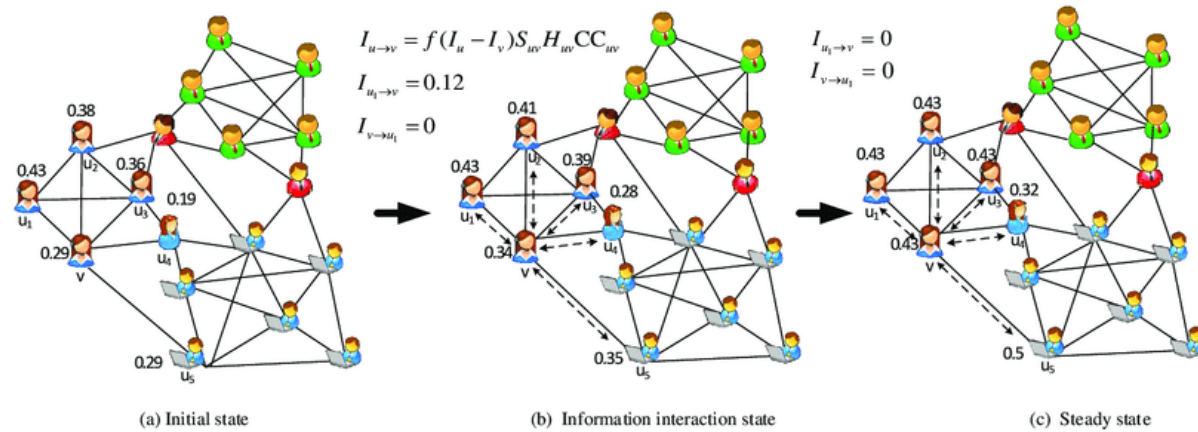 0.38
0.43
u₂
0.36
u₁
u₃
0.19
0.29
v
u₄
0.29
u₅
(a) Initial state
I_{u→v} = f(I_u − I_v)S_{uv}H_{uv}CC_{uv}
I_{u₁→v} = 0.12
I_{v→u₁} = 0
0.41
u₂
0.43
0.39
u₁
u₃
0.28
0.34
v
u₄
0.35
u₅
(b) Information interaction state
I_{u₁→v} = 0
I_{v→u₁} = 0
0.43
u₂
0.43
0.43
u₁
u₃
0.32
0.43
v
u₄
0.5
u₅
(c) Steady state